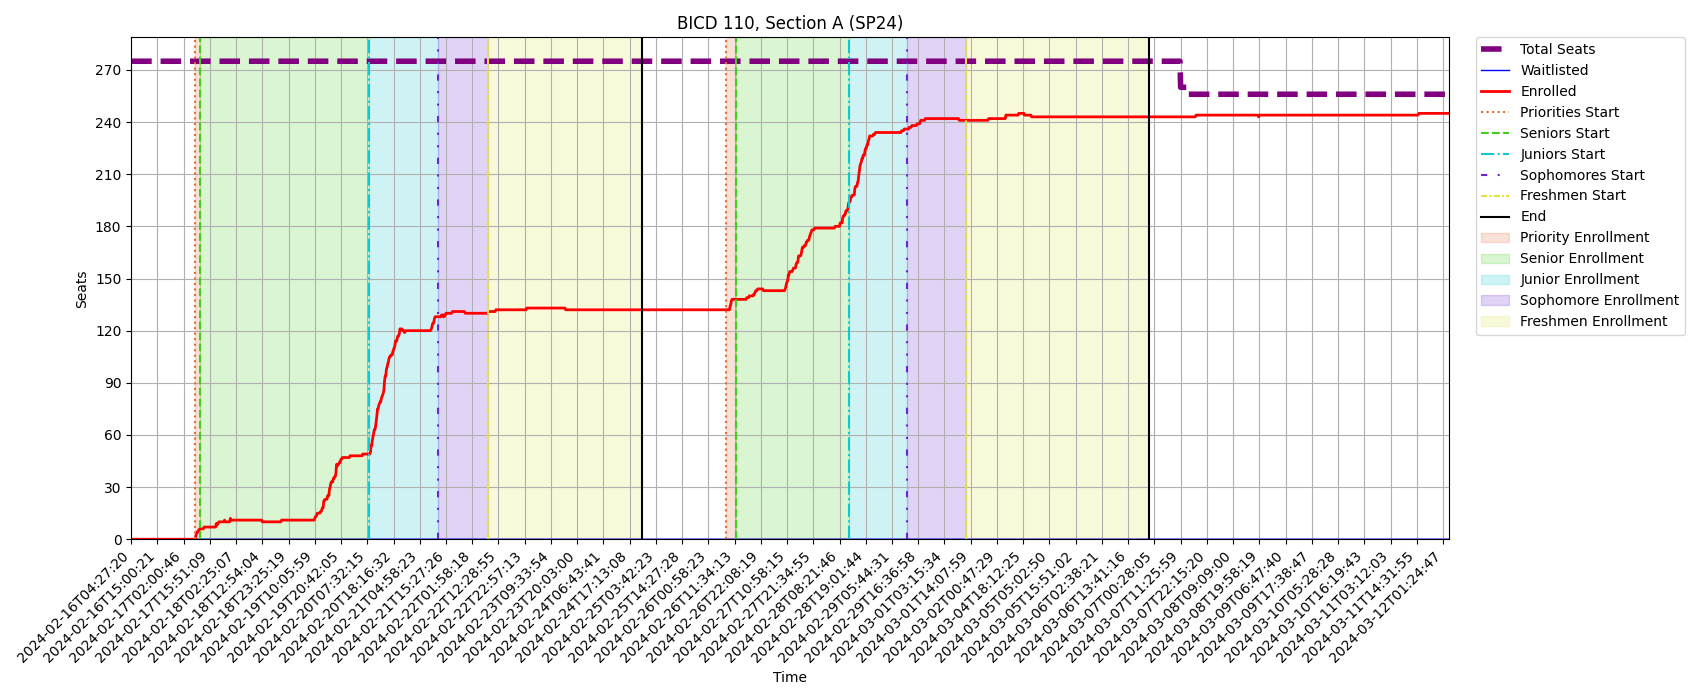 BICD 110, Section A (SP24)
Seats
270
240
210
180
150
120
90
60
30
0
2024-02-16T04:27:20
2024-02-16T15:00:21
2024-02-17T02:00:46
2024-02-17T15:51:09
2024-02-18T02:25:07
2024-02-18T12:54:04
2024-02-18T23:25:19
2024-02-19T10:05:59
2024-02-19T20:42:05
2024-02-20T07:32:15
2024-02-20T18:16:32
2024-02-21T04:58:23
2024-02-21T15:27:26
2024-02-22T01:58:18
2024-02-22T12:28:55
2024-02-22T22:57:13
2024-02-23T09:33:54
2024-02-23T20:03:00
2024-02-24T06:43:41
2024-02-24T17:13:08
2024-02-25T03:42:23
2024-02-25T14:27:28
2024-02-26T00:58:23
2024-02-26T11:34:13
2024-02-26T22:08:19
2024-02-27T10:58:15
2024-02-27T21:34:55
2024-02-28T08:21:46
2024-02-28T19:01:44
2024-02-29T05:44:31
2024-02-29T16:36:58
2024-03-01T03:15:34
2024-03-01T14:07:59
2024-03-02T00:47:29
2024-03-04T18:12:25
2024-03-05T05:02:50
2024-03-05T15:51:02
2024-03-06T02:38:21
2024-03-06T13:41:16
2024-03-07T00:28:05
2024-03-07T11:25:59
2024-03-07T22:15:20
2024-03-08T09:09:00
2024-03-08T19:58:19
2024-03-09T06:47:40
2024-03-09T17:38:47
2024-03-10T05:28:28
2024-03-10T16:19:43
2024-03-11T03:12:03
2024-03-11T14:31:55
2024-03-12T01:24:47
Time
Total Seats
Waitlisted
Enrolled
Priorities Start
Seniors Start
Juniors Start
Sophomores Start
Freshmen Start
End
Priority Enrollment
Senior Enrollment
Junior Enrollment
Sophomore Enrollment
Freshmen Enrollment